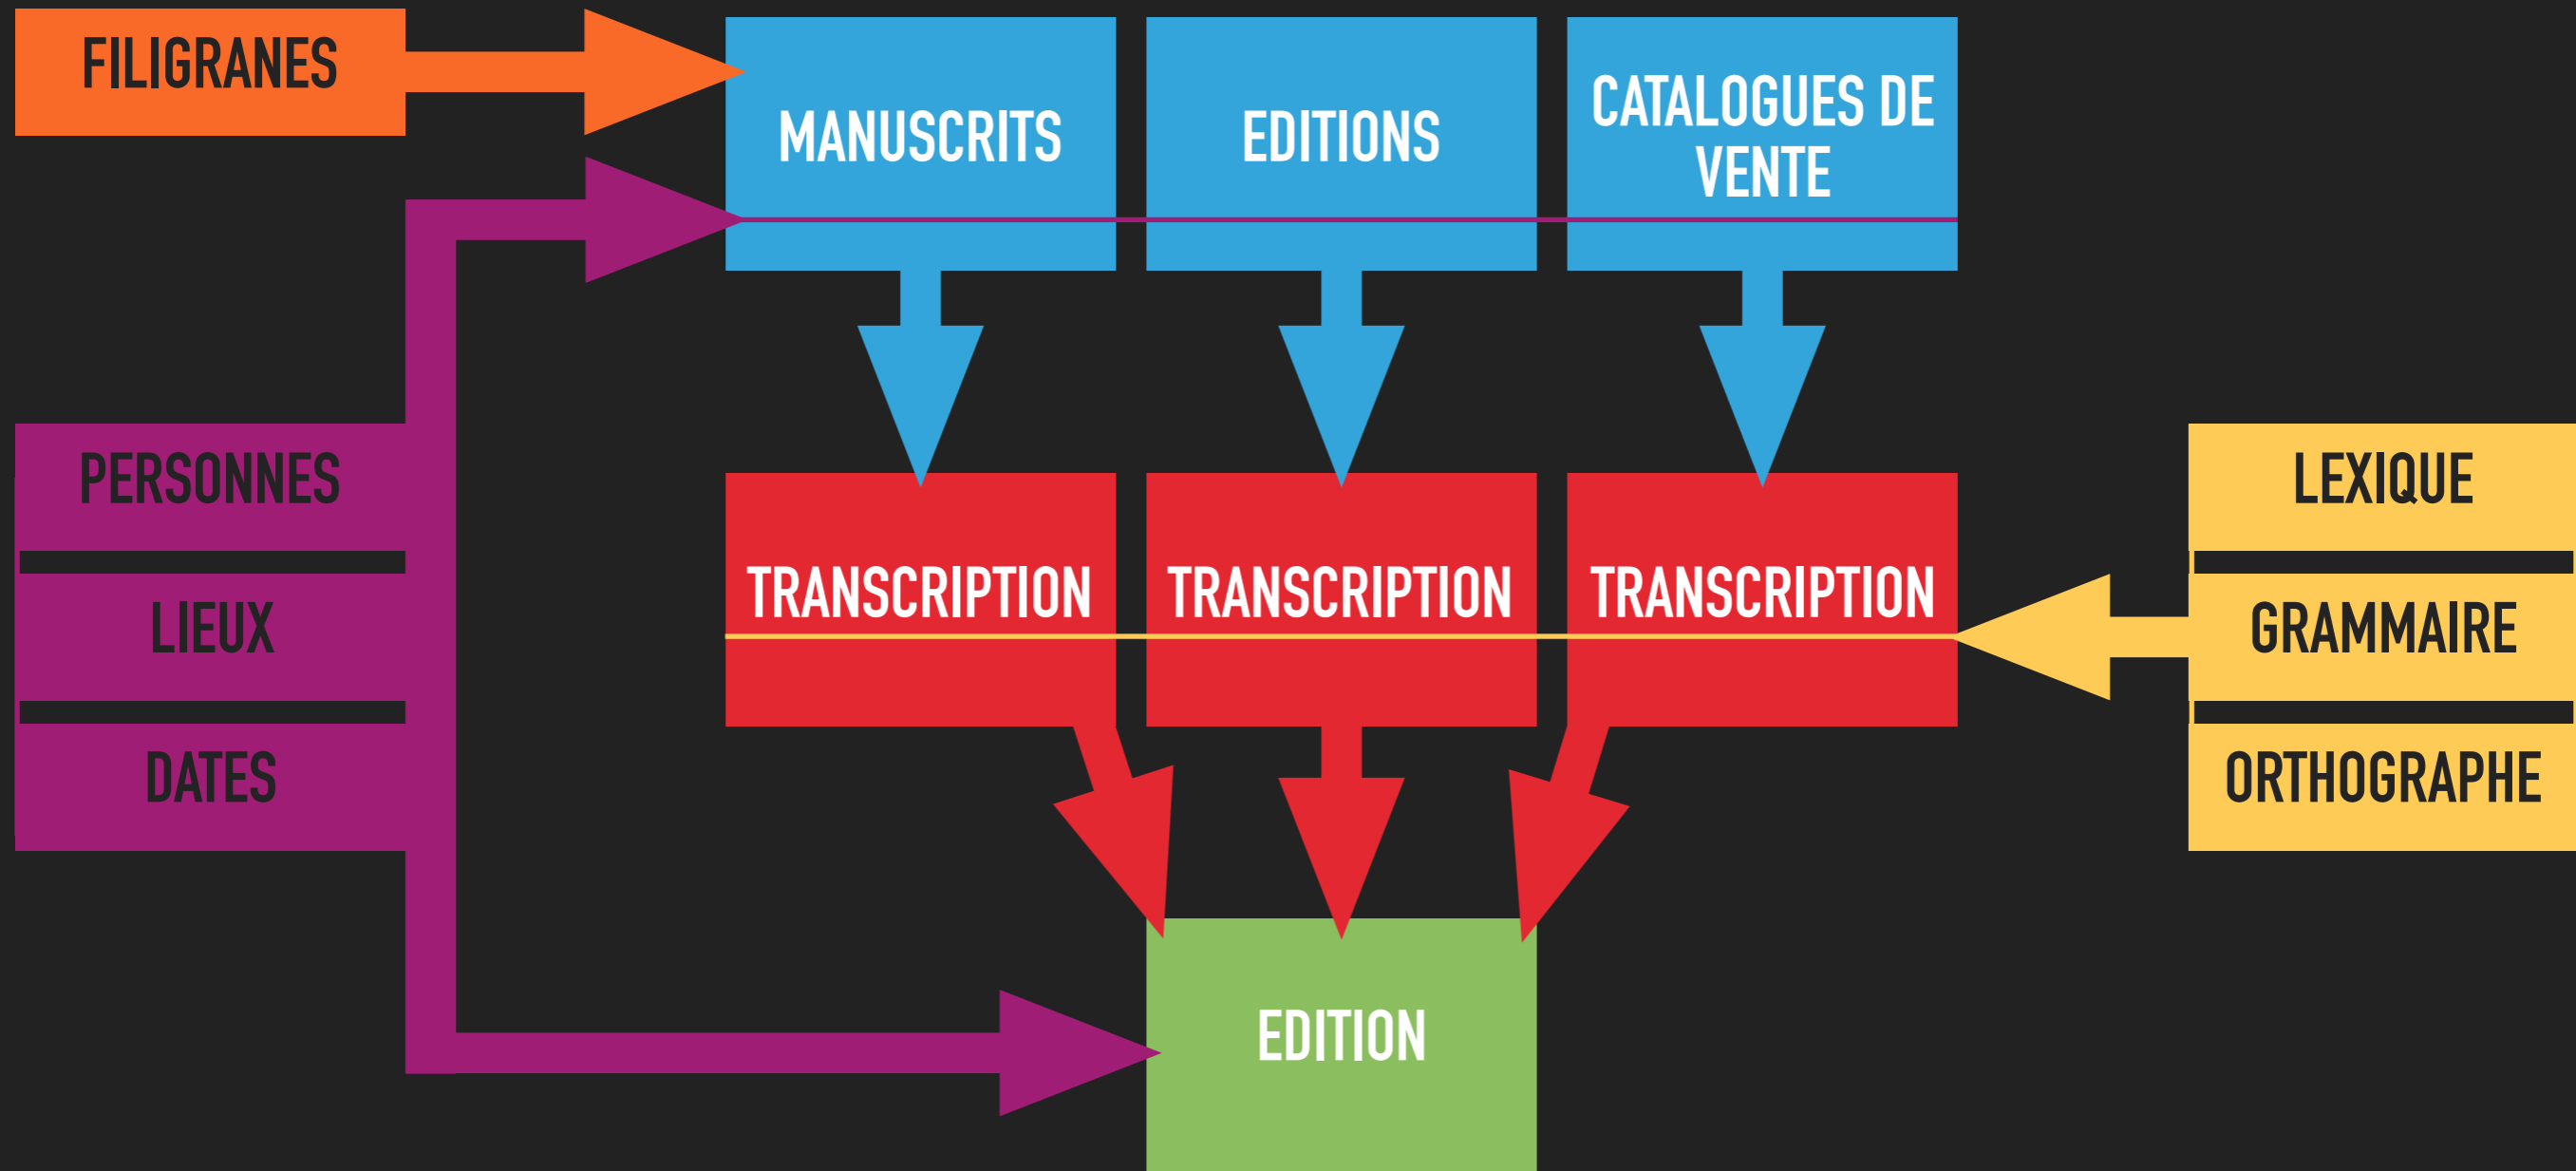 FILIGRANES
MANUSCRITS
EDITIONS
CATALOGUES DE
VENTE
PERSONNES
LIEUX
DATES
TRANSCRIPTION
TRANSCRIPTION
TRANSCRIPTION
LEXIQUE
GRAMMAIRE
ORTHOGRAPHE
EDITION